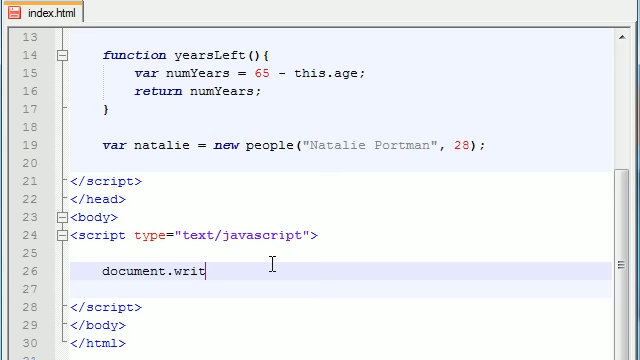 index.html
13
14 function yearsLeft(){
15 var numYears = 65 - this.age;
16 return numYears;
17 }
18
19 var natalie = new people("Natalie Portman", 28);
20
21 </script>
22 </head>
23 <body>
24 <script type="text/javascript">
25
26 document.writ
27
28 </script>
29 </body>
30 </html>